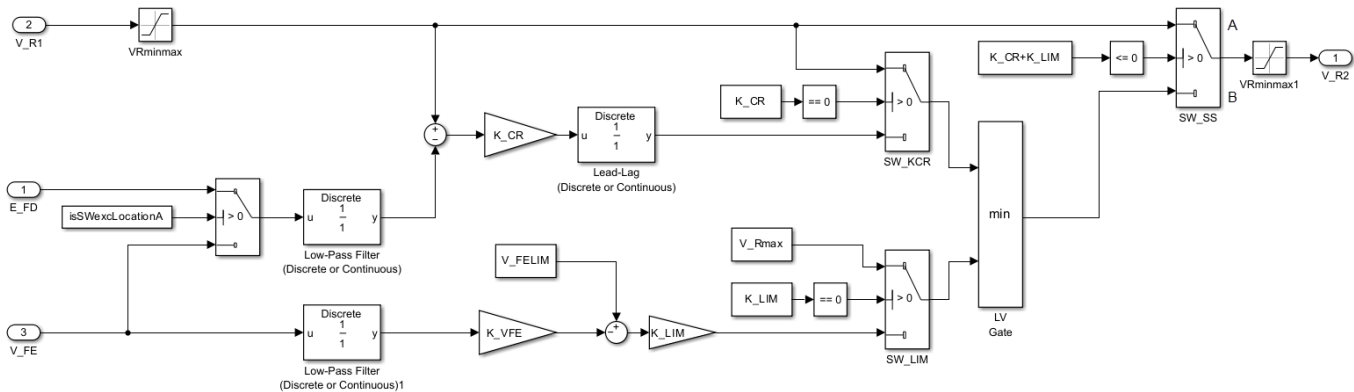 2
V_R1
VRminmax
A
K_CR+K_LIM
<= 0
> 0
B
SW_SS
VRminmax1
1
V_R2
K_CR
== 0
> 0
SW_KCR
+
−
K_CR
Discrete
u
1
1
y
Lead-Lag
(Discrete or Continuous)
1
E_FD
isSWexcLocationA
> 0
Discrete
u
1
1
y
Low-Pass Filter
(Discrete or Continuous)
min
LV
Gate
V_FELIM
V_Rmax
K_LIM
== 0
> 0
SW_LIM
3
V_FE
Discrete
u
1
1
y
Low-Pass Filter
(Discrete or Continuous)1
K_VFE
+
−
K_LIM